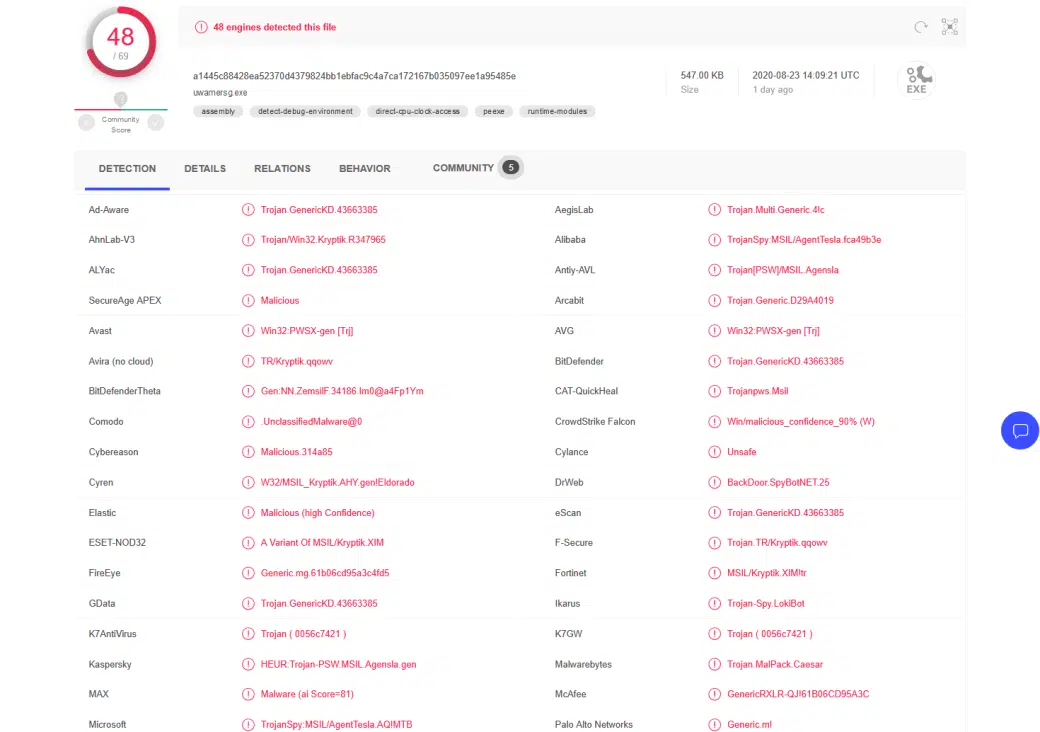 48
/ 69
Community
Score
48 engines detected this file
a1445c88428ea52370d4379824bb1ebfac9c4a7ca172167b035097ee1a95485e
uwamersg.exe
assembly detect-debug-environment direct-cpu-clock-access peexe runtime-modules
547.00 KB
Size
2020-08-23 14:09:21 UTC
1 day ago
EXE
DETECTION DETAILS RELATIONS BEHAVIOR COMMUNITY 5
Ad-Aware Trojan.GenericKD.43663385 AegisLab Trojan.Multi.Generic.4!c
AhnLab-V3 Trojan/Win32.Kryptik.R347965 Alibaba TrojanSpy:MSIL/AgentTesla.fca49b3e
ALYac Trojan.GenericKD.43663385 Antiy-AVL Trojan[PSW]/MSIL.Agensla
SecureAge APEX Malicious Arcabit Trojan.Generic.D29A4019
Avast Win32:PWSX-gen [Trj] AVG Win32:PWSX-gen [Trj]
Avira (no cloud) TR/Kryptik.qqowv BitDefender Trojan.GenericKD.43663385
BitDefenderTheta Gen:NN.ZemsilF.34186.Im0@a4Fp1Ym CAT-QuickHeal Trojanpws.Msil
Comodo .UnclassifiedMalware@0 CrowdStrike Falcon Win/malicious_confidence_90% (W)
Cybereason Malicious.314a85 Cylance Unsafe
Cyren W32/MSIL_Kryptik.AHY.gen!Eldorado DrWeb BackDoor.SpyBotNET.25
Elastic Malicious (high Confidence) eScan Trojan.GenericKD.43663385
ESET-NOD32 A Variant Of MSIL/Kryptik.XIM F-Secure Trojan.TR/Kryptik.qqowv
FireEye Generic.mg.61b06cd95a3c4fd5 Fortinet MSIL/Kryptik.XIM!tr
GData Trojan.GenericKD.43663385 Ikarus Trojan-Spy.LokiBot
K7AntiVirus Trojan ( 0056c7421 ) K7GW Trojan ( 0056c7421 )
Kaspersky HEUR:Trojan-PSW.MSIL.Agensla.gen Malwarebytes Trojan.MalPack.Caesar
MAX Malware (ai Score=81) McAfee GenericRXLR-QJ!61B06CD95A3C
Microsoft TrojanSpy:MSIL/AgentTesla.AQ!MTB Palo Alto Networks Generic.ml